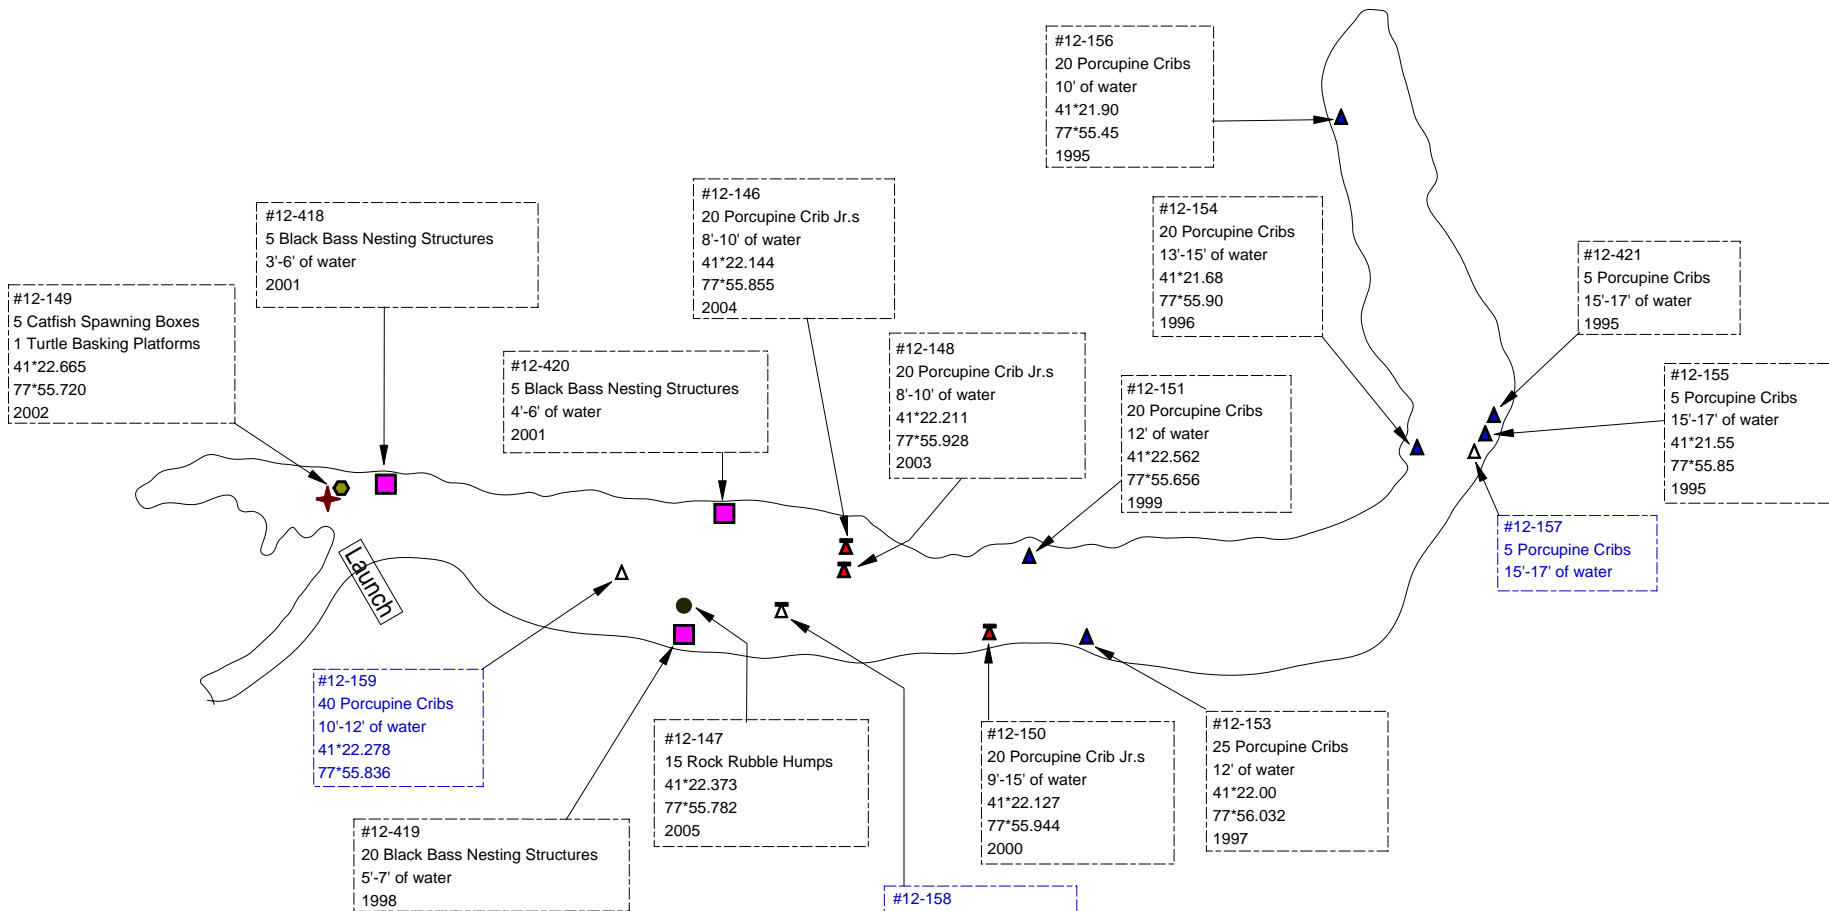 #12-156
20 Porcupine Cribs
10' of water
41*21.90
77*55.45
1995
#12-146
20 Porcupine Crib Jr.s
8'-10' of water
41*22.144
77*55.855
2004
#12-418
5 Black Bass Nesting Structures
3'-6' of water
2001
#12-154
20 Porcupine Cribs
13'-15' of water
41*21.68
77*55.90
1996
#12-421
5 Porcupine Cribs
15'-17' of water
1995
#12-149
5 Catfish Spawning Boxes
1 Turtle Basking Platforms
41*22.665
77*55.720
2002
#12-420
5 Black Bass Nesting Structures
4'-6' of water
2001
#12-148
20 Porcupine Crib Jr.s
8'-10' of water
41*22.211
77*55.928
2003
#12-151
20 Porcupine Cribs
12' of water
41*22.562
77*55.656
1999
#12-155
5 Porcupine Cribs
15'-17' of water
41*21.55
77*55.85
1995
#12-157
5 Porcupine Cribs
15'-17' of water
Launch
#12-159
40 Porcupine Cribs
10'-12' of water
41*22.278
77*55.836
#12-147
15 Rock Rubble Humps
41*22.373
77*55.782
2005
#12-150
20 Porcupine Crib Jr.s
9'-15' of water
41*22.127
77*55.944
2000
#12-153
25 Porcupine Cribs
12' of water
41*22.00
77*56.032
1997
#12-419
20 Black Bass Nesting Structures
5'-7' of water
1998
#12-158